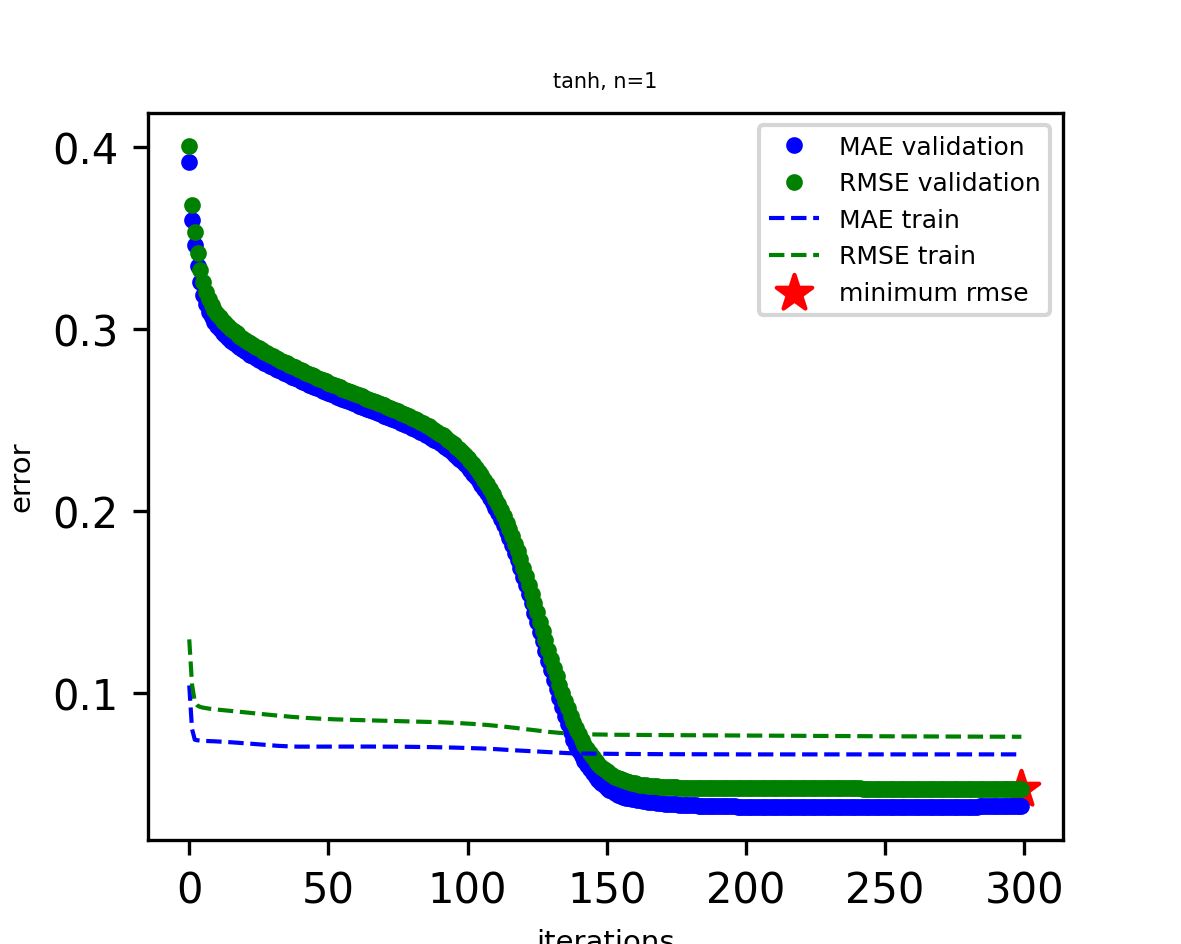 tanh, n=1
error
0.4
0.3
0.2
0.1
MAE validation
RMSE validation
MAE train
RMSE train
minimum rmse
0 50 100 150 200 250 300
iterations